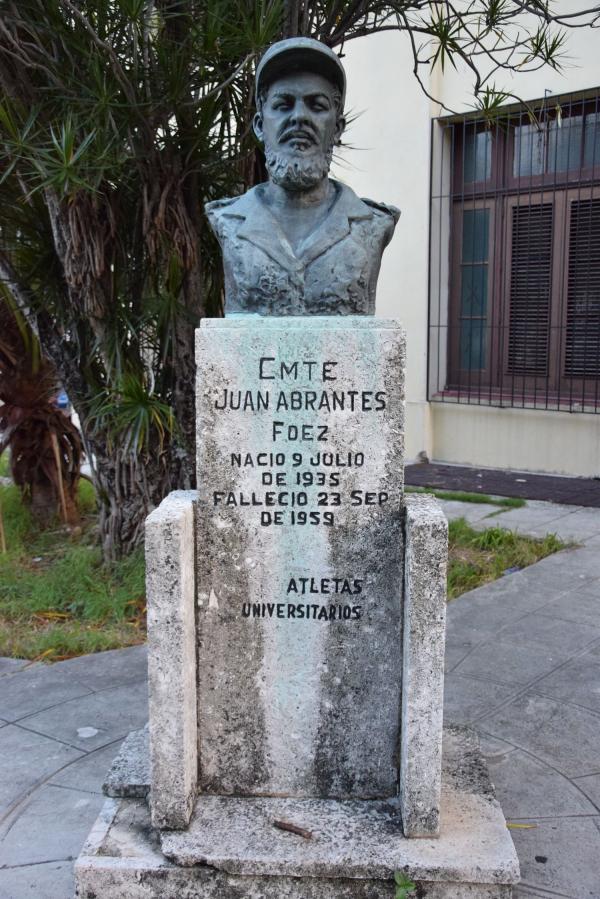 CMTE
JUAN ABRANTES
FDEZ
NACIO 9 JULIO
DE 1935
FALLECIO 23 SEP
DE 1959
ATLETAS
UNIVERSITARIOS